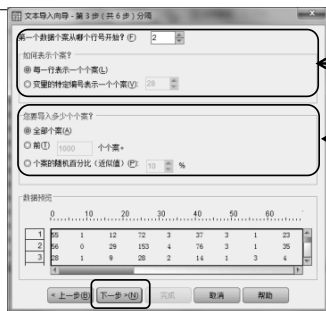 文本导入向导 - 第 3 步(共 6 步) 分隔
第一个数据个案从哪个行号开始? (F) 2
如何表示个案?
每一行表示一个个案(L)
变量的特定编号表示一个个案(V): 28
您要导入多少个个案?
全部个案(A)
前(T) 1000 个个案。
个案的随机百分比(近似值)(P): 10 %
数据预览
0 10 20 30 40 50 60
1 55 1 12 72 3 37 3 1 23
2 56 0 29 153 4 76 3 1 35
3 28 1 9 28 2 14 1 3 4
< 上一步(B) 下一步 >(N) 完成 取消 帮助